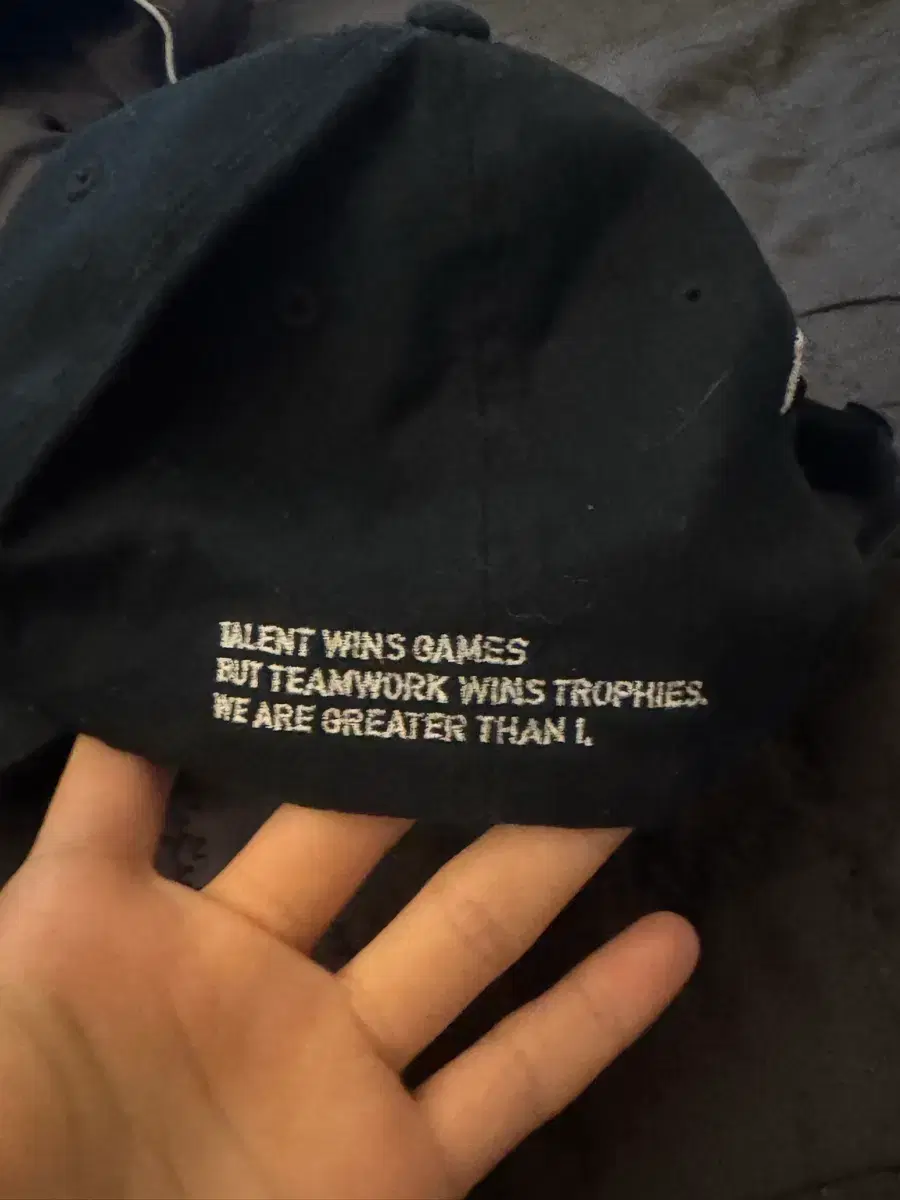 TALENT WINS GAMES
BUT TEAMWORK WINS TROPHIES.
WE ARE GREATER THAN I.